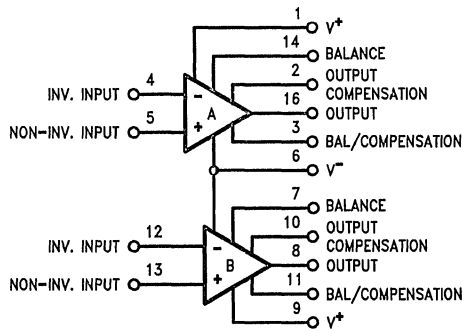 1 V+
14 BALANCE
4 2 OUTPUT
INV. INPUT - COMPENSATION
5 A 16 OUTPUT
NON-INV. INPUT + 3 BAL/COMPENSATION
6 V-
7 BALANCE
12 10 OUTPUT
INV. INPUT - COMPENSATION
13 B 8 OUTPUT
NON-INV. INPUT + 11 BAL/COMPENSATION
9 V+